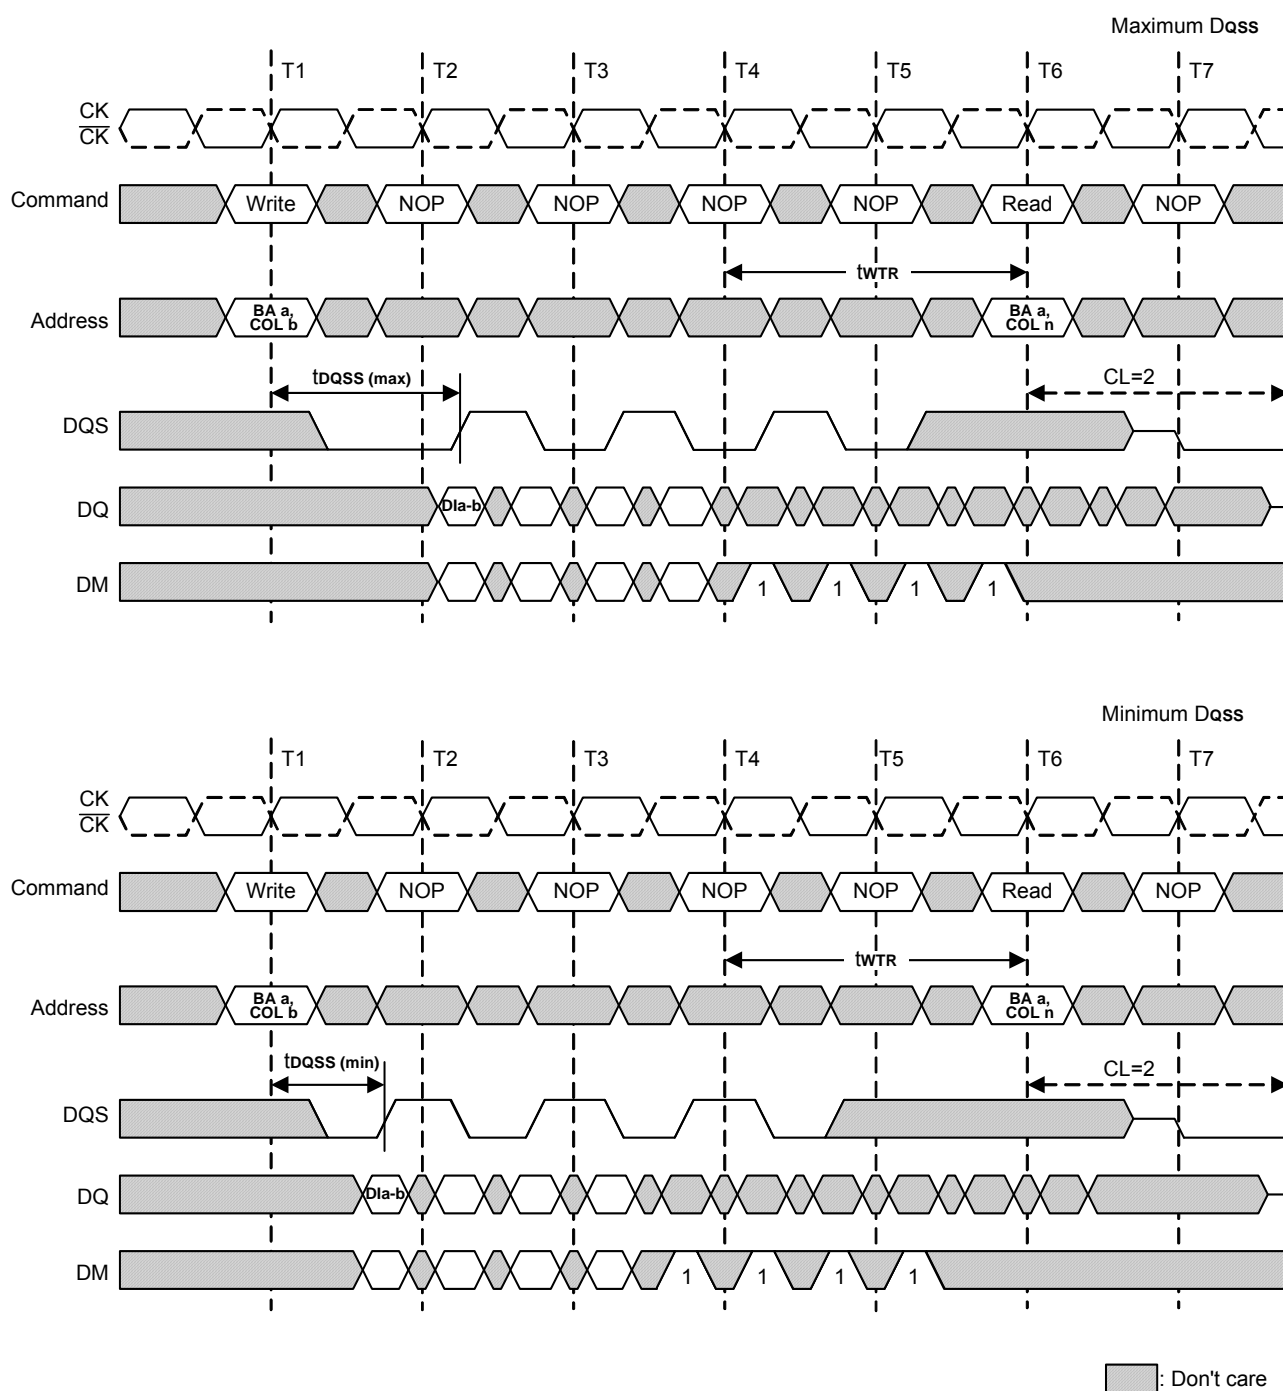 Maximum DQSS
T1 T2 T3 T4 T5 T6 T7
CK
CK
Command Write NOP NOP NOP NOP Read NOP
tWTR
Address BA a, COL b BA a, COL n
tDQSS (max) CL=2
DQS
DQ DIa-b
DM 1 1 1 1
Minimum DQSS
T1 T2 T3 T4 T5 T6 T7
CK
CK
Command Write NOP NOP NOP NOP Read NOP
tWTR
Address BA a, COL b BA a, COL n
tDQSS (min) CL=2
DQS
DQ DIa-b
DM 1 1 1 1
: Don't care